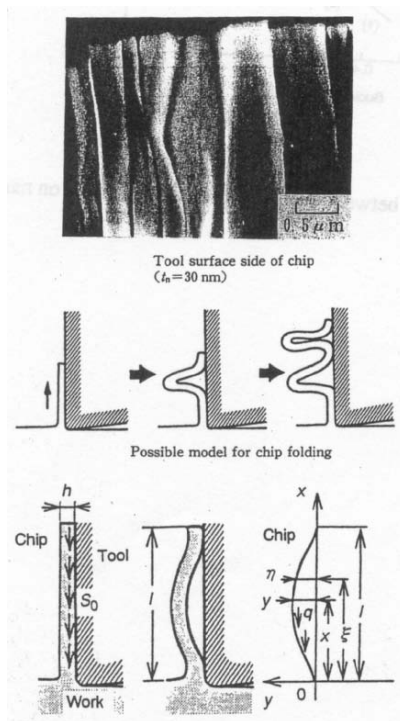 0.5 μm
Tool surface side of chip
(tn=30 nm)
Possible model for chip folding
h
x
Chip
Tool
Chip
l
η
S0
y
q
x
ξ
l
Work
y
0